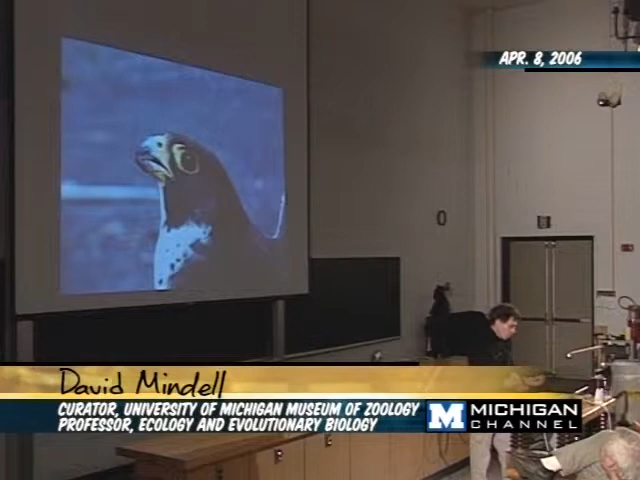 APR. 8, 2006
David Mindell
CURATOR, UNIVERSITY OF MICHIGAN MUSEUM OF ZOOLOGY
PROFESSOR, ECOLOGY AND EVOLUTIONARY BIOLOGY
M MICHIGAN
CHANNEL